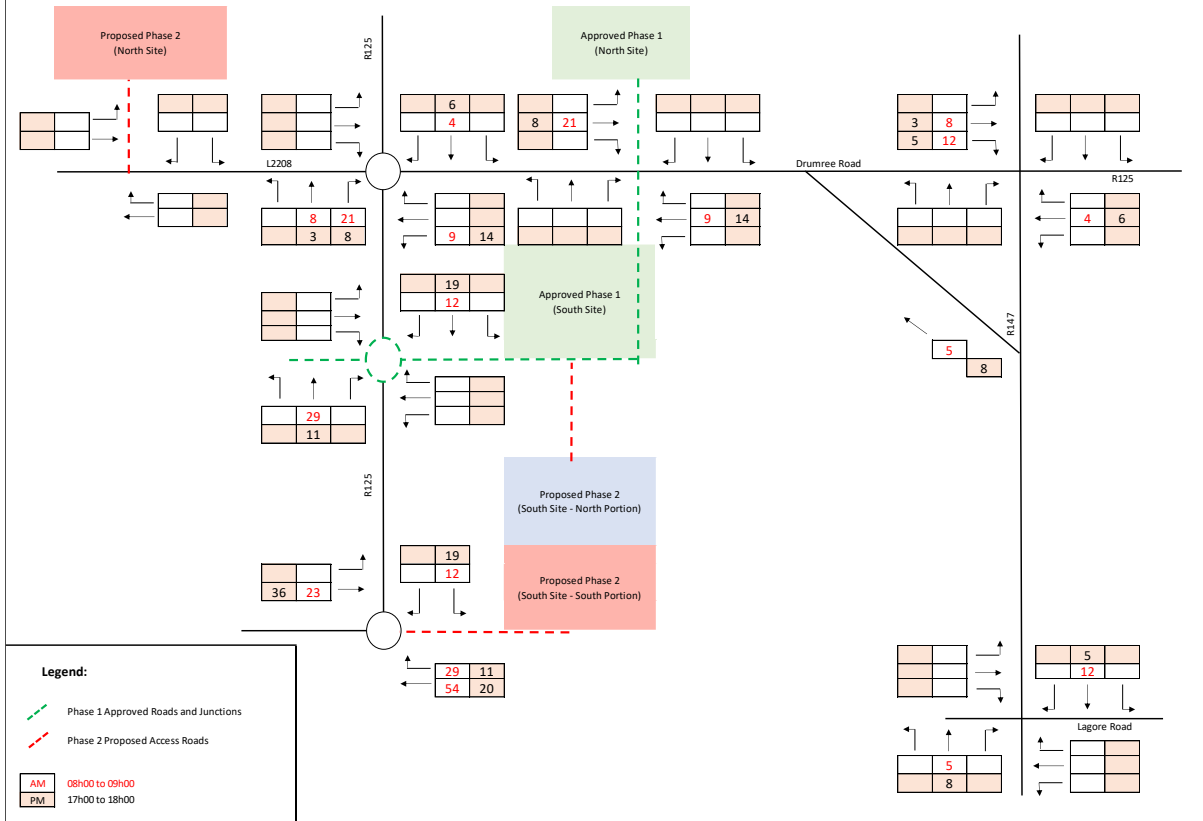 Proposed Phase 2
(North Site)
R125
Approved Phase 1
(North Site)
6
4
8 21
3 8
5 12
L2208
Drumree Road
R125
8 21
3 8
9 14
9 14
4 6
19
12
Approved Phase 1
(South Site)
R147
5
8
29
11
R125
Proposed Phase 2
(South Site - North Portion)
19
12
36 23
Proposed Phase 2
(South Site - South Portion)
29 11
54 20
5
12
Lagore Road
5
8
Legend:
Phase 1 Approved Roads and Junctions
Phase 2 Proposed Access Roads
AM 08h00 to 09h00
PM 17h00 to 18h00